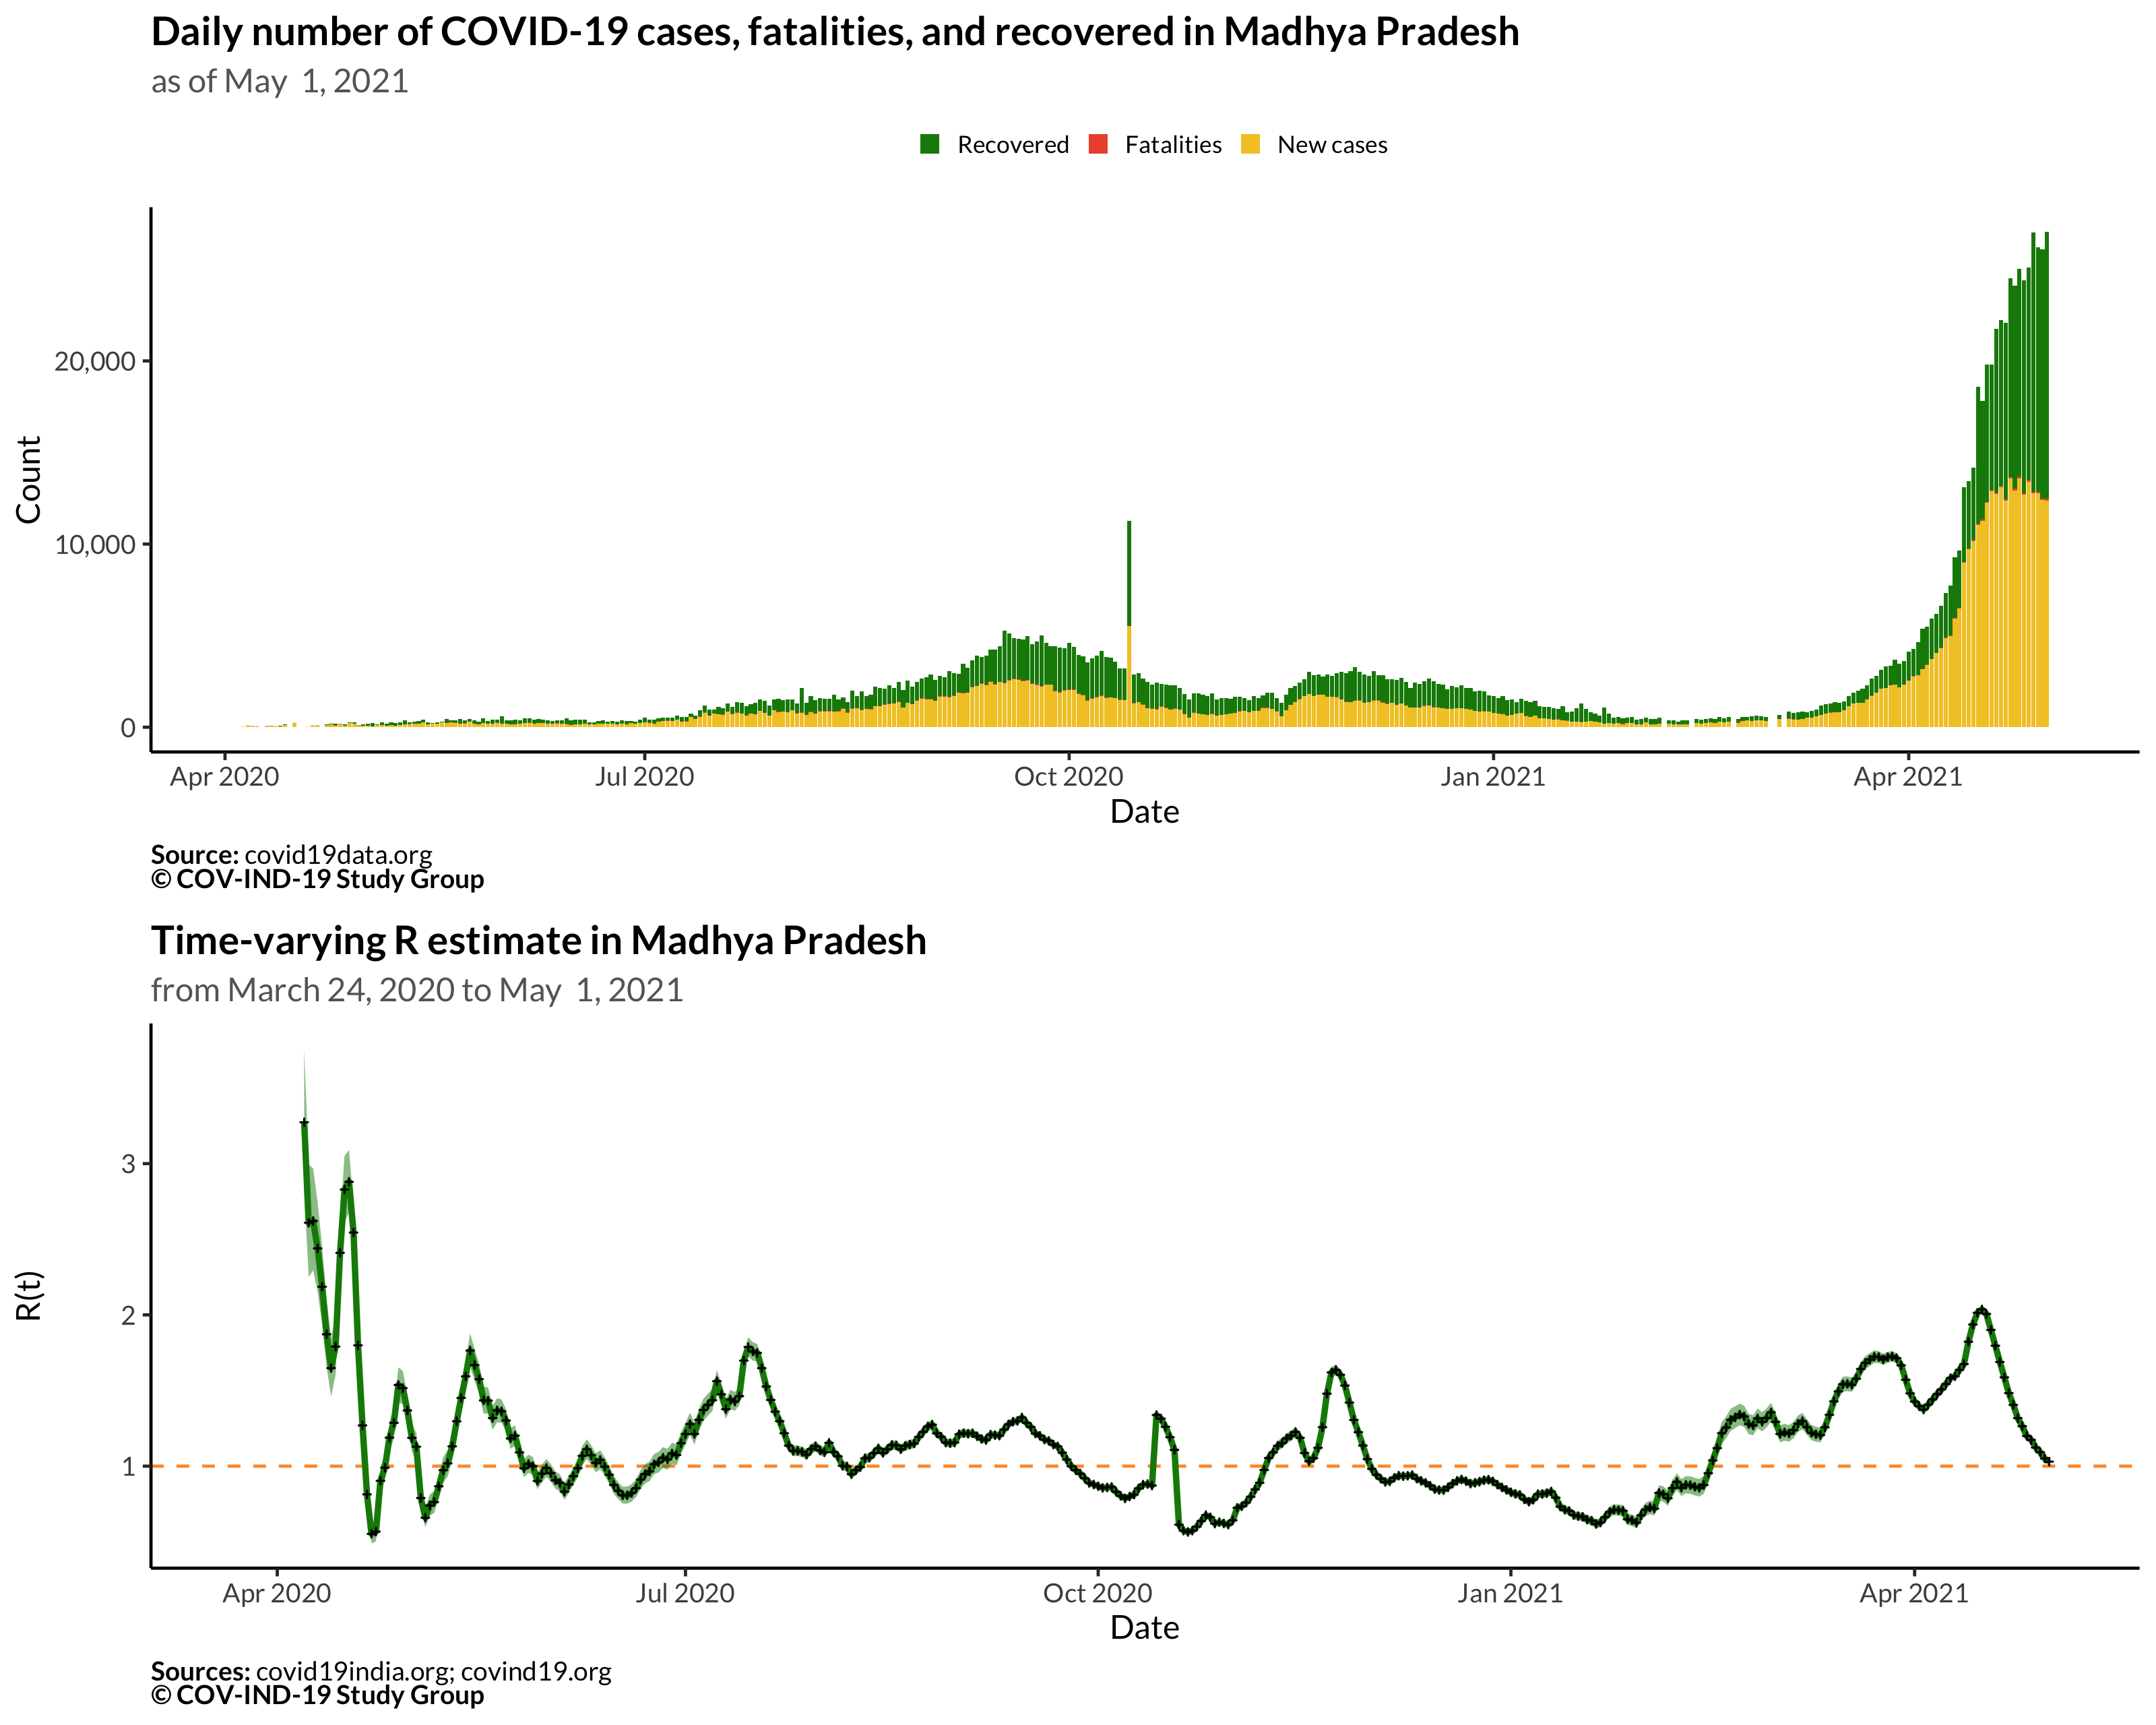 Daily number of COVID-19 cases, fatalities, and recovered in Madhya Pradesh
as of May  1, 2021
Recovered Fatalities New cases
Count
20,000
10,000
0
Apr 2020 Jul 2020 Oct 2020 Jan 2021 Apr 2021
Date
Source: covid19data.org
© COV-IND-19 Study Group
Time-varying R estimate in Madhya Pradesh
from March 24, 2020 to May  1, 2021
R(t)
3
2
1
Apr 2020 Jul 2020 Oct 2020 Jan 2021 Apr 2021
Date
Sources: covid19india.org; covind19.org
© COV-IND-19 Study Group